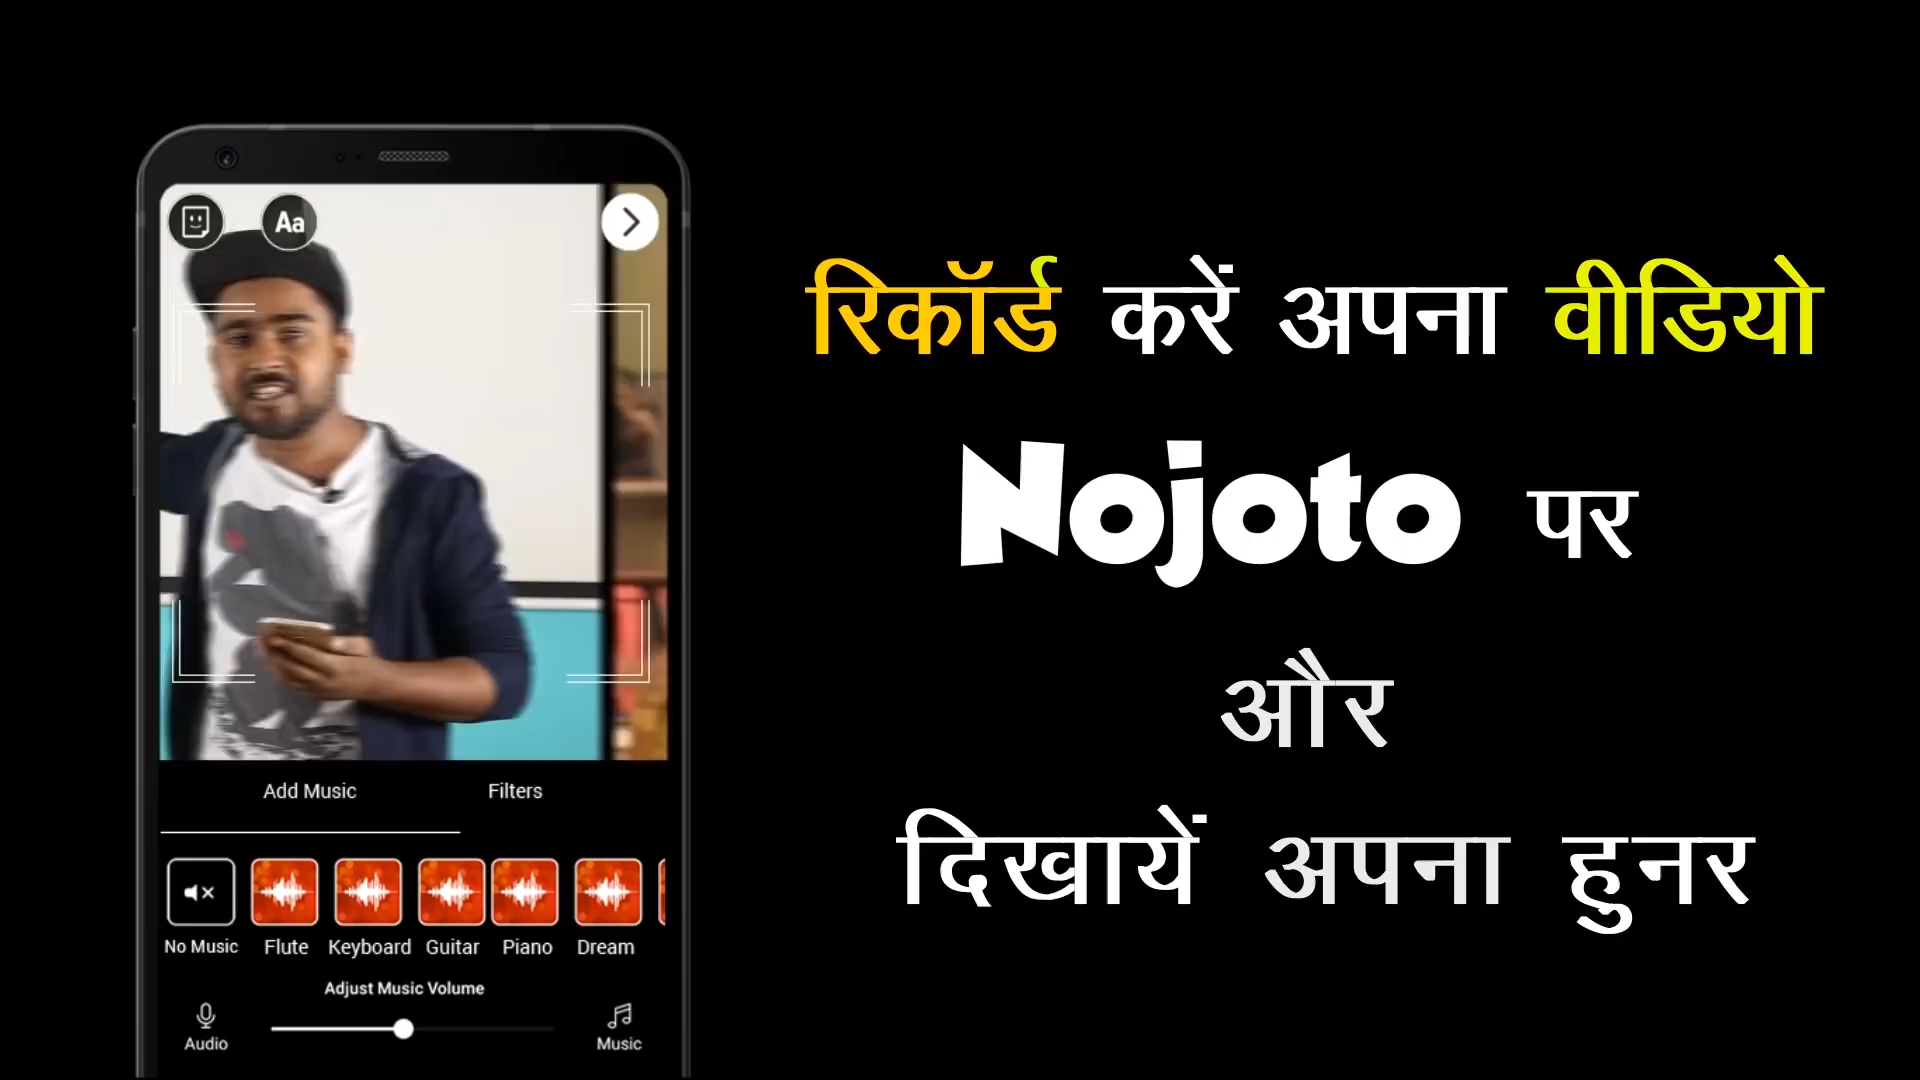 Aa
रिकॉर्ड करें अपना वीडियो
Nojoto पर
और
दिखायें अपना हुनर
Add Music Filters
No Music Flute Keyboard Guitar Piano Dream
Adjust Music Volume
Audio Music